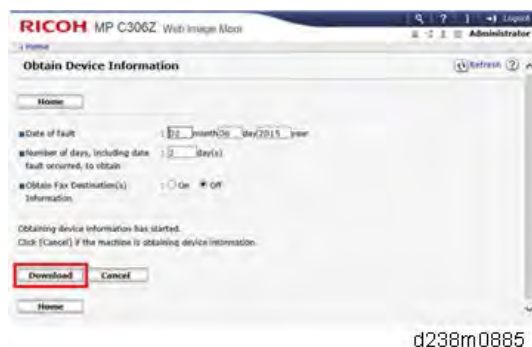 RICOH MP C306Z Web Image Monitor
Logout
Administrator
Home
Obtain Device Information
Refresh
Home
Date of fault : 02 month 06 day 2015 year
Number of days, including date : 2 day(s)
fault occurred, to obtain
Obtain Fax Destination(s) : On Off
Information
Obtaining device information has started.
Click [Cancel] if the machine is obtaining device information.
Download Cancel
Home
d238m0885